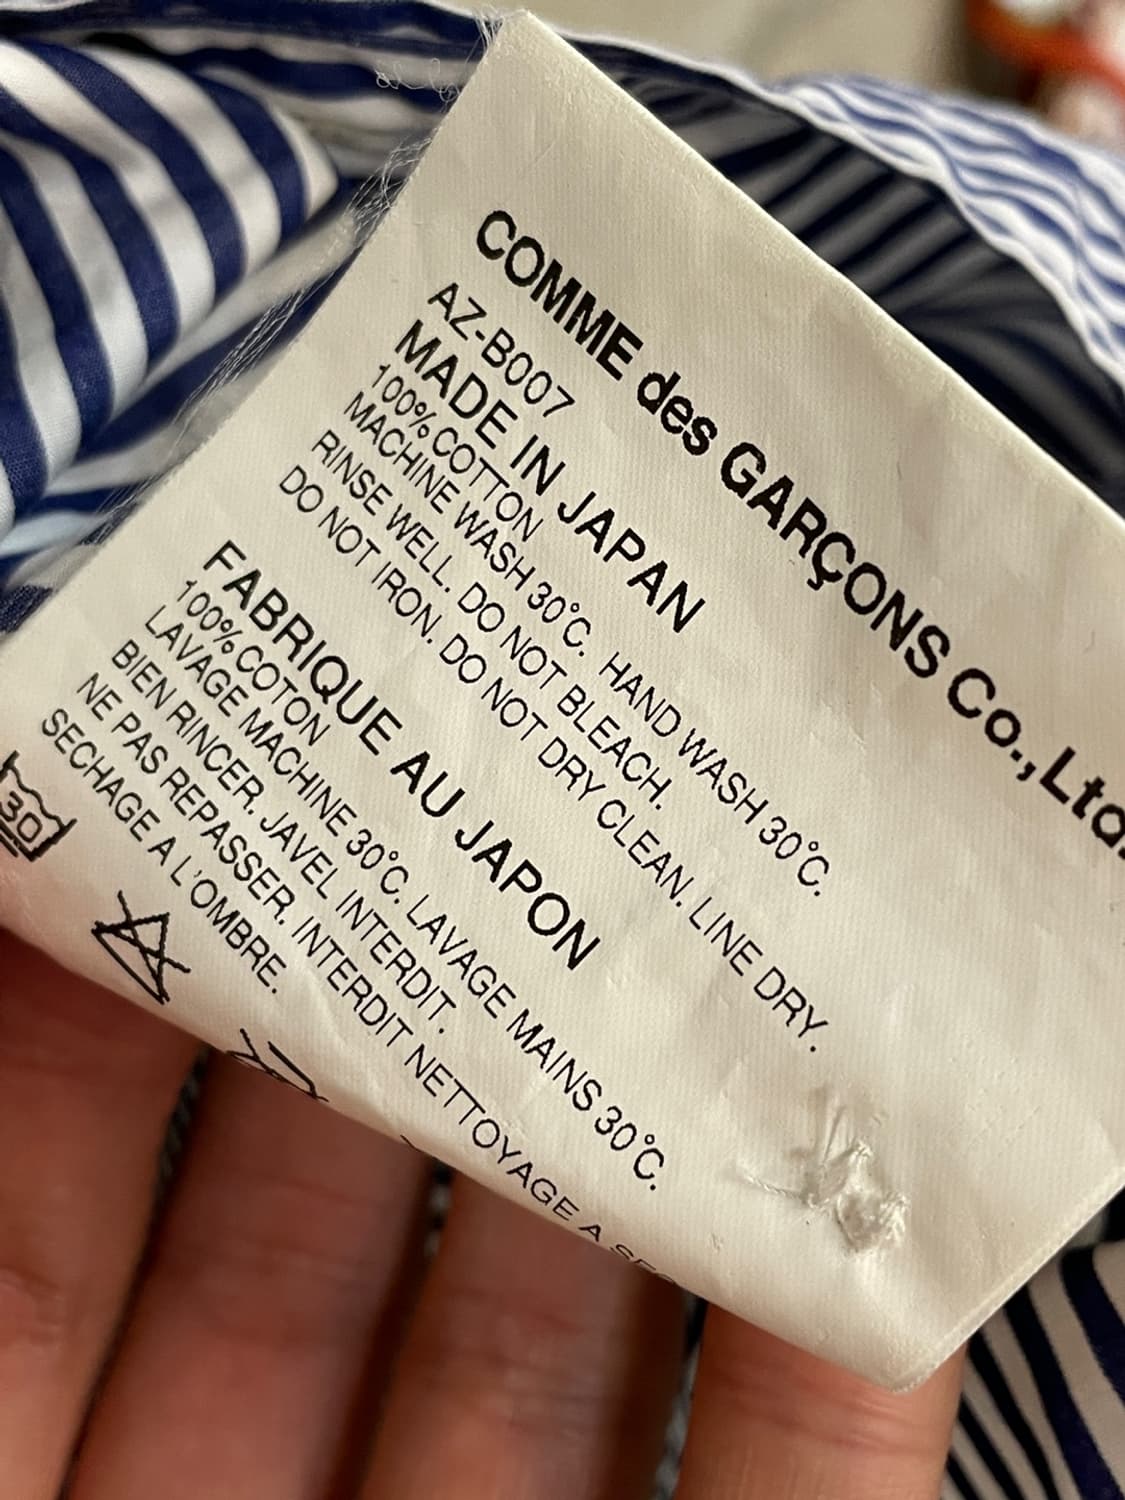 COMME des GARÇONS Co., Ltd.
AZ-B007
MADE IN JAPAN
100% COTTON
MACHINE WASH 30°C. HAND WASH 30°C.
RINSE WELL. DO NOT BLEACH.
DO NOT IRON. DO NOT DRY CLEAN. LINE DRY.
FABRIQUE AU JAPON
100% COTON
LAVAGE MACHINE 30°C. LAVAGE MAINS 30°C.
BIEN RINCER. JAVEL INTERDIT.
NE PAS REPASSER. INTERDIT NETTOYAGE A
SECHAGE A L'OMBRE.
30